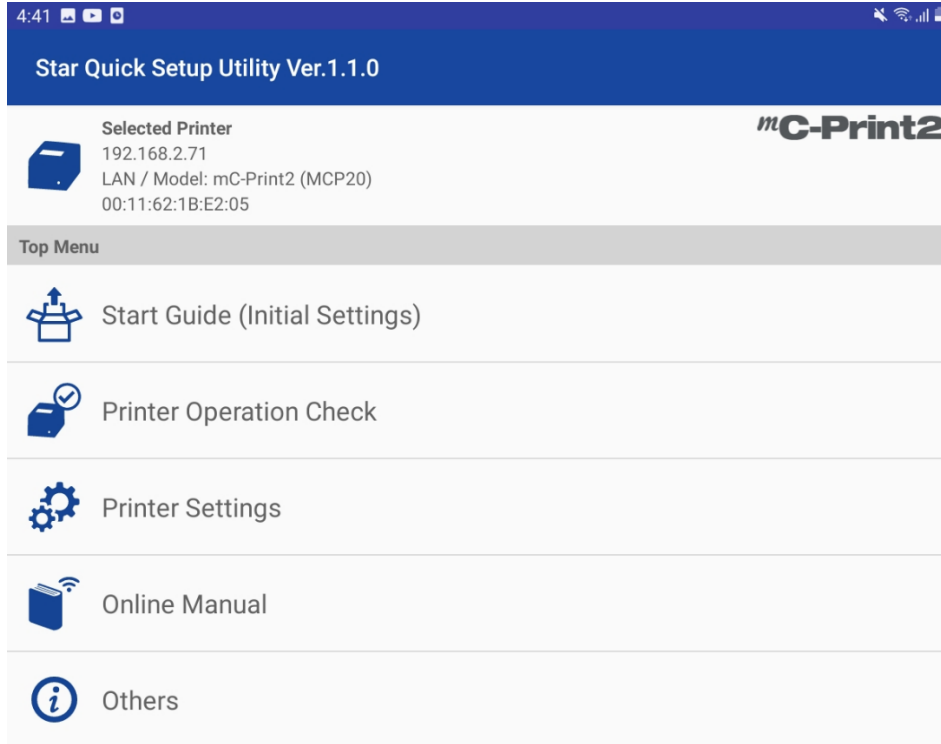 4:41
Star Quick Setup Utility Ver.1.1.0
Selected Printer
mC-Print2
192.168.2.71
LAN / Model: mC-Print2 (MCP20)
00:11:62:1B:E2:05
Top Menu
Start Guide (Initial Settings)
Printer Operation Check
Printer Settings
Online Manual
Others